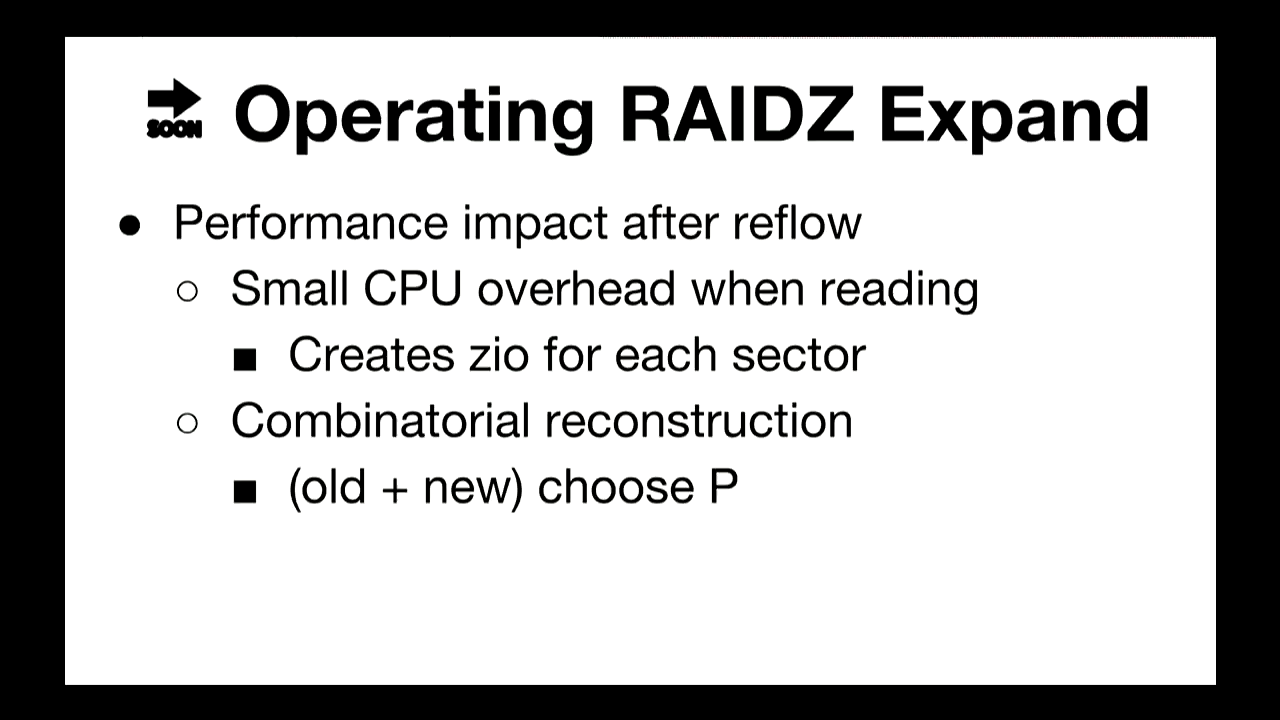 SOON Operating RAIDZ Expand
● Performance impact after reflow
○ Small CPU overhead when reading
■ Creates zio for each sector
○ Combinatorial reconstruction
■ (old + new) choose P